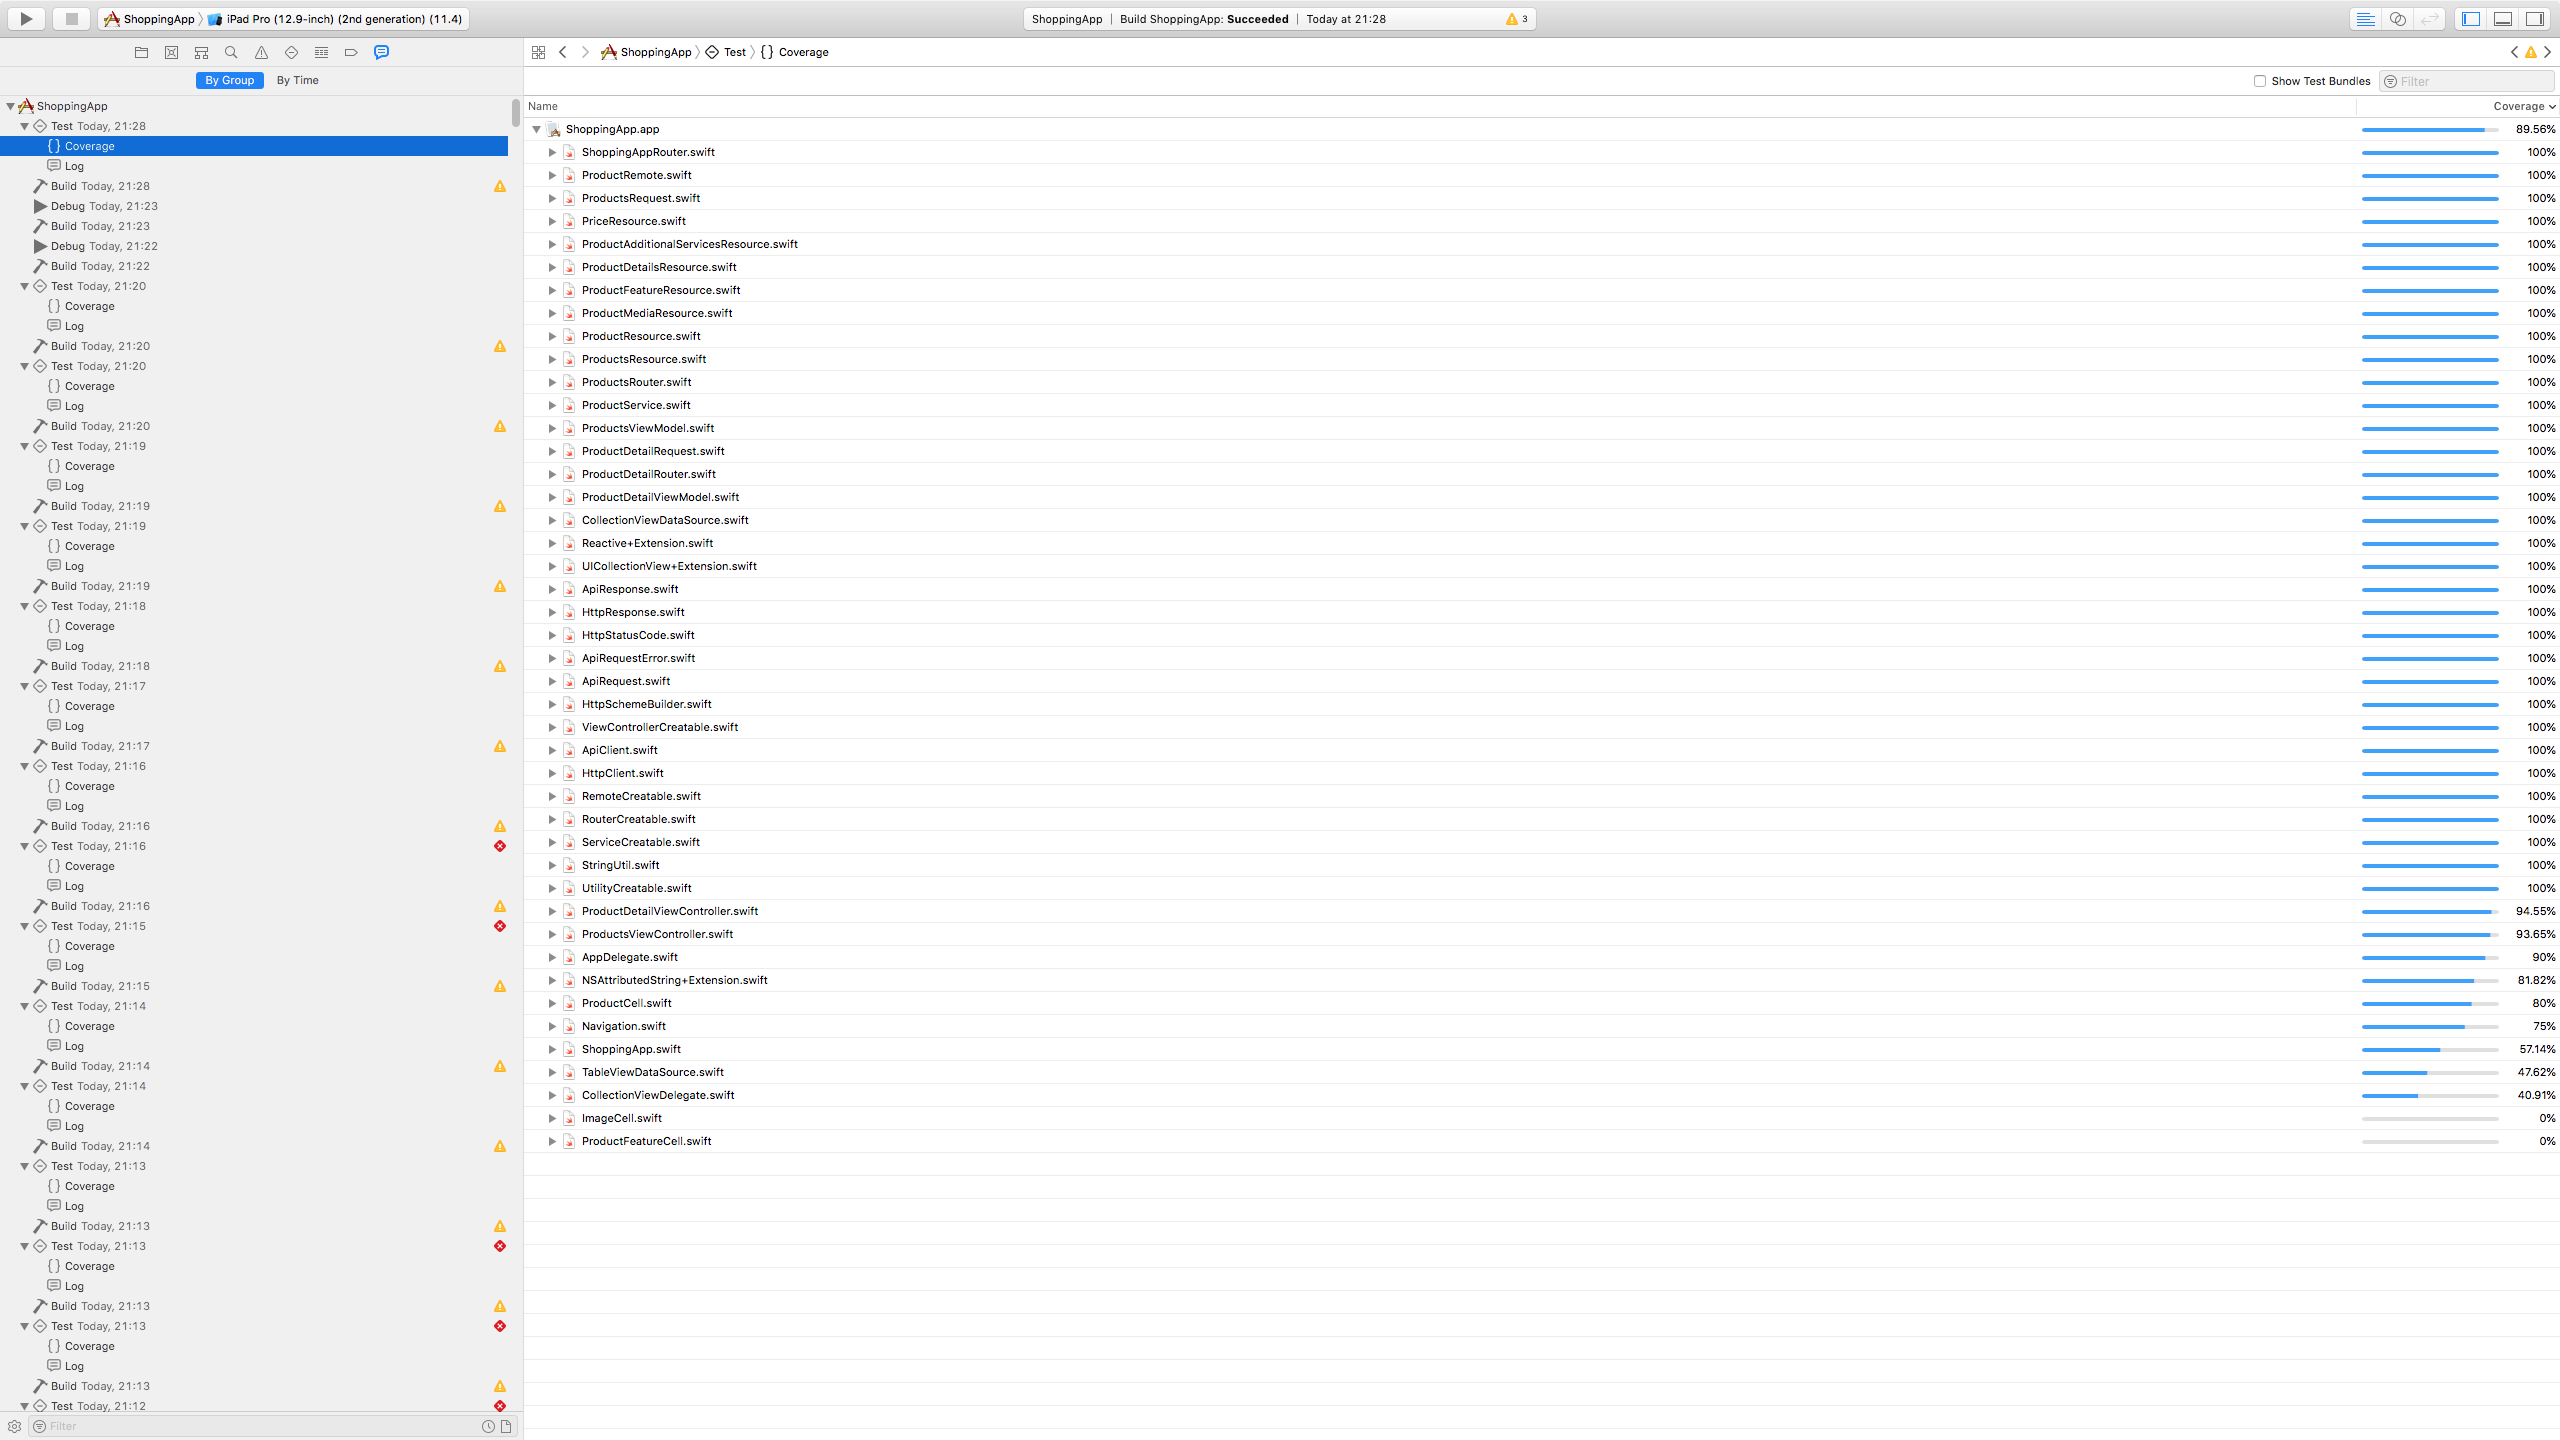 ShoppingApp iPad Pro (12.9-inch) (2nd generation) (11.4)
ShoppingApp | Build ShoppingApp: Succeeded | Today at 21:28
3
ShoppingApp Test Coverage
By Group By Time
Show Test Bundles Filter
Name Coverage
ShoppingApp
Test Today, 21:28
Coverage
Log
Build Today, 21:28
Debug Today, 21:23
Build Today, 21:23
Debug Today, 21:22
Build Today, 21:22
Test Today, 21:20
Coverage
Log
Build Today, 21:20
Test Today, 21:20
Coverage
Log
Build Today, 21:20
Test Today, 21:19
Coverage
Log
Build Today, 21:19
Test Today, 21:19
Coverage
Log
Build Today, 21:19
Test Today, 21:18
Coverage
Log
Build Today, 21:18
Test Today, 21:17
Coverage
Log
Build Today, 21:17
Test Today, 21:16
Coverage
Log
Build Today, 21:16
Test Today, 21:16
Coverage
Log
Build Today, 21:16
Test Today, 21:15
Coverage
Log
Build Today, 21:15
Test Today, 21:14
Coverage
Log
Build Today, 21:14
Test Today, 21:14
Coverage
Log
Build Today, 21:14
Test Today, 21:13
Coverage
Log
Build Today, 21:13
Test Today, 21:13
Coverage
Log
Build Today, 21:13
Test Today, 21:13
Coverage
Log
Build Today, 21:13
Test Today, 21:12
Filter
ShoppingApp.app 89.56%
ShoppingAppRouter.swift 100%
ProductRemote.swift 100%
ProductsRequest.swift 100%
PriceResource.swift 100%
ProductAdditionalServicesResource.swift 100%
ProductDetailsResource.swift 100%
ProductFeatureResource.swift 100%
ProductMediaResource.swift 100%
ProductResource.swift 100%
ProductsResource.swift 100%
ProductsRouter.swift 100%
ProductService.swift 100%
ProductsViewModel.swift 100%
ProductDetailRequest.swift 100%
ProductDetailRouter.swift 100%
ProductDetailViewModel.swift 100%
CollectionViewDataSource.swift 100%
Reactive+Extension.swift 100%
UICollectionView+Extension.swift 100%
ApiResponse.swift 100%
HttpResponse.swift 100%
HttpStatusCode.swift 100%
ApiRequestError.swift 100%
ApiRequest.swift 100%
HttpSchemeBuilder.swift 100%
ViewControllerCreatable.swift 100%
ApiClient.swift 100%
HttpClient.swift 100%
RemoteCreatable.swift 100%
RouterCreatable.swift 100%
ServiceCreatable.swift 100%
StringUtil.swift 100%
UtilityCreatable.swift 100%
ProductDetailViewController.swift 94.55%
ProductsViewController.swift 93.65%
AppDelegate.swift 90%
NSAttributedString+Extension.swift 81.82%
ProductCell.swift 80%
Navigation.swift 75%
ShoppingApp.swift 57.14%
TableViewDataSource.swift 47.62%
CollectionViewDelegate.swift 40.91%
ImageCell.swift 0%
ProductFeatureCell.swift 0%